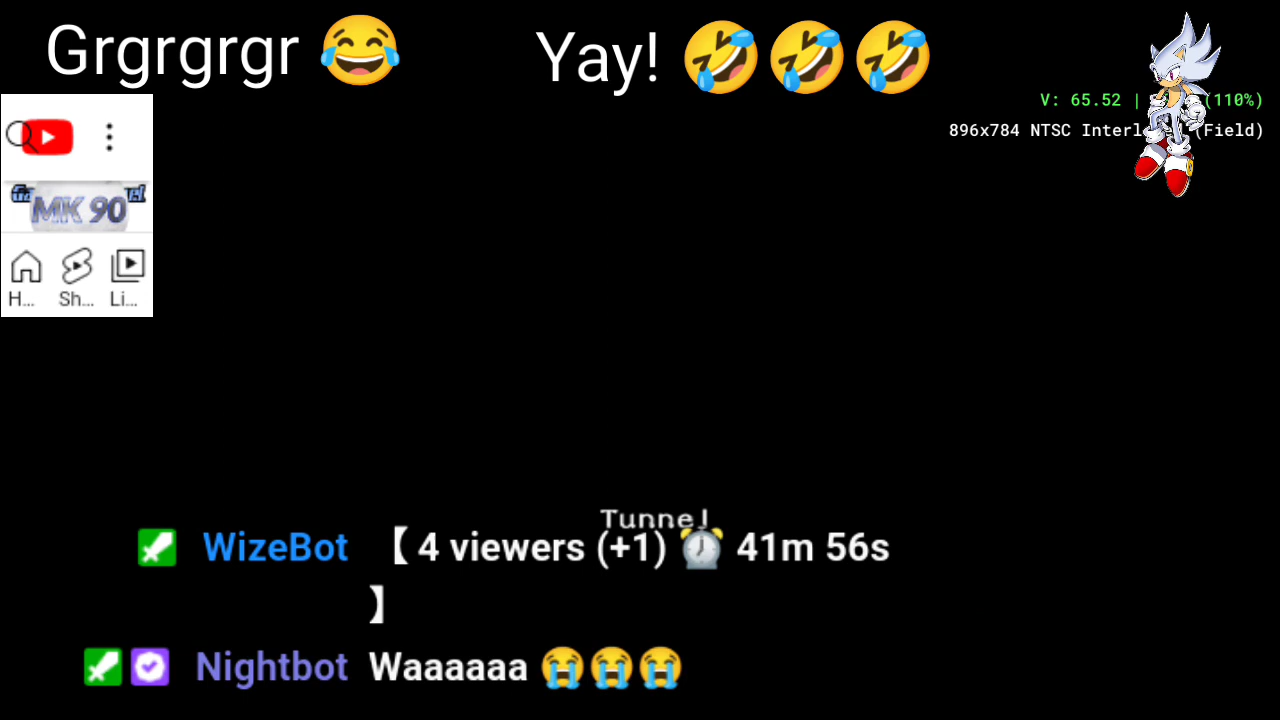 Grgrgrgr 😂
Yay! 🤣🤣🤣
V: 65.52 | (110%)
896x784 NTSC (Field)
MK 90
H...
Sh...
Li...
Tunnel
WizeBot 【 4 viewers (+1) ⏰ 41m 56s
】
Nightbot Waaaaaa 😭😭😭